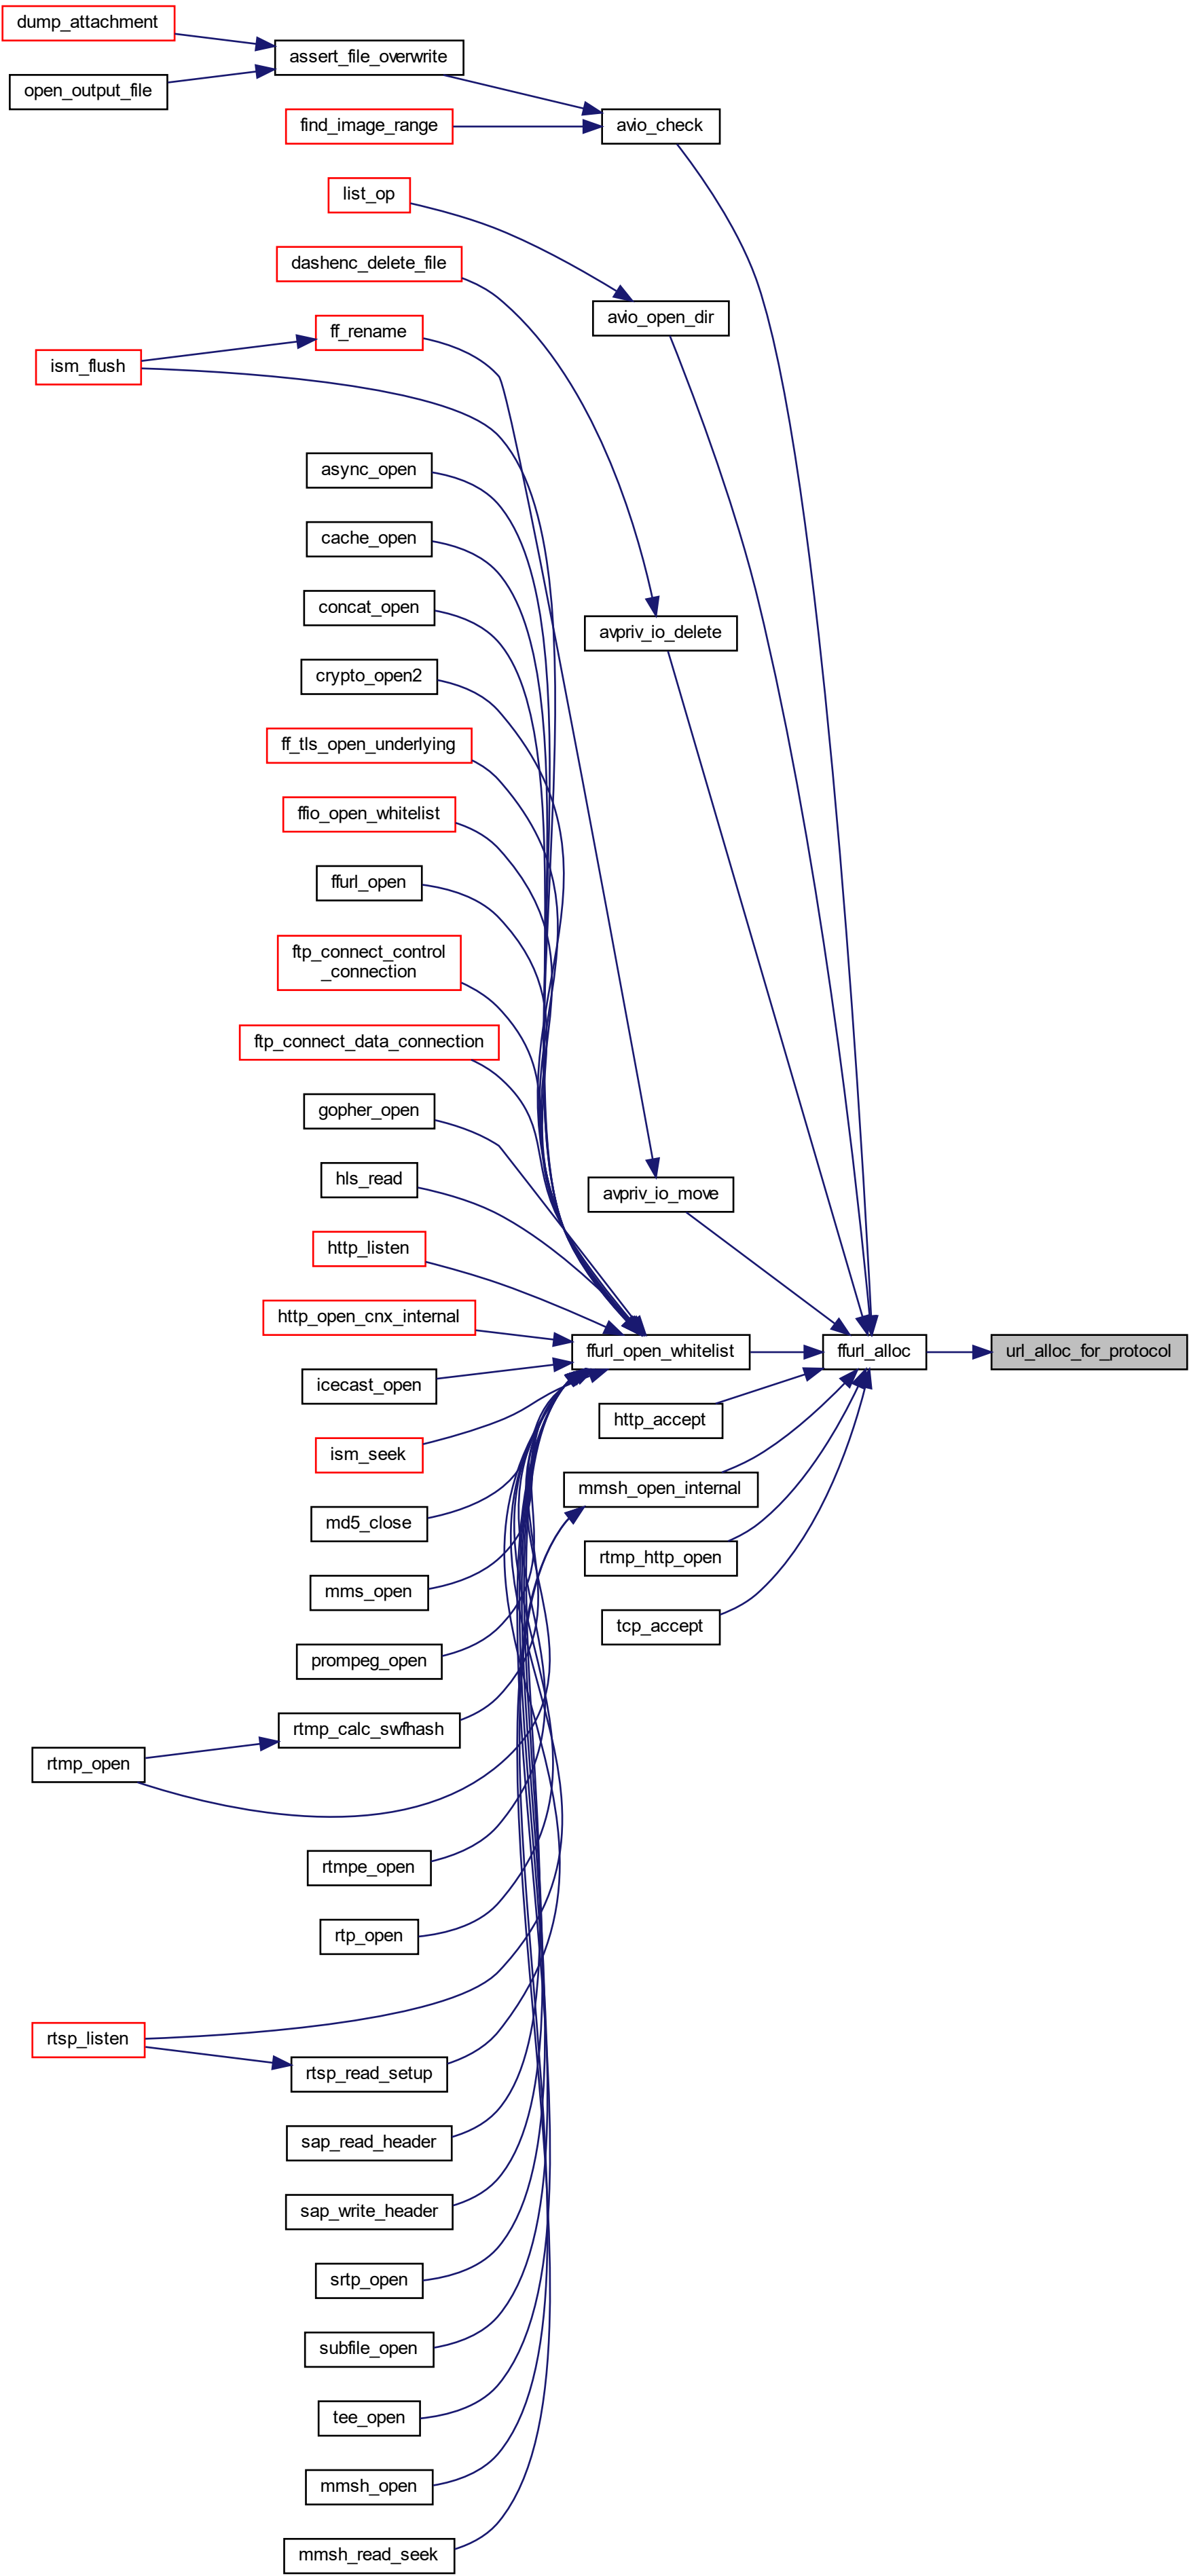 dump_attachment
open_output_file
assert_file_overwrite
find_image_range
avio_check
list_op
dashenc_delete_file
avio_open_dir
ff_rename
ism_flush
async_open
cache_open
concat_open
crypto_open2
avpriv_io_delete
ff_tls_open_underlying
ffio_open_whitelist
ffurl_open
ftp_connect_control
_connection
ftp_connect_data_connection
gopher_open
hls_read
avpriv_io_move
http_listen
http_open_cnx_internal
ffurl_open_whitelist
ffurl_alloc
url_alloc_for_protocol
icecast_open
http_accept
ism_seek
mmsh_open_internal
md5_close
rtmp_http_open
mms_open
tcp_accept
prompeg_open
rtmp_calc_swfhash
rtmp_open
rtmpe_open
rtp_open
rtsp_listen
rtsp_read_setup
sap_read_header
sap_write_header
srtp_open
subfile_open
tee_open
mmsh_open
mmsh_read_seek